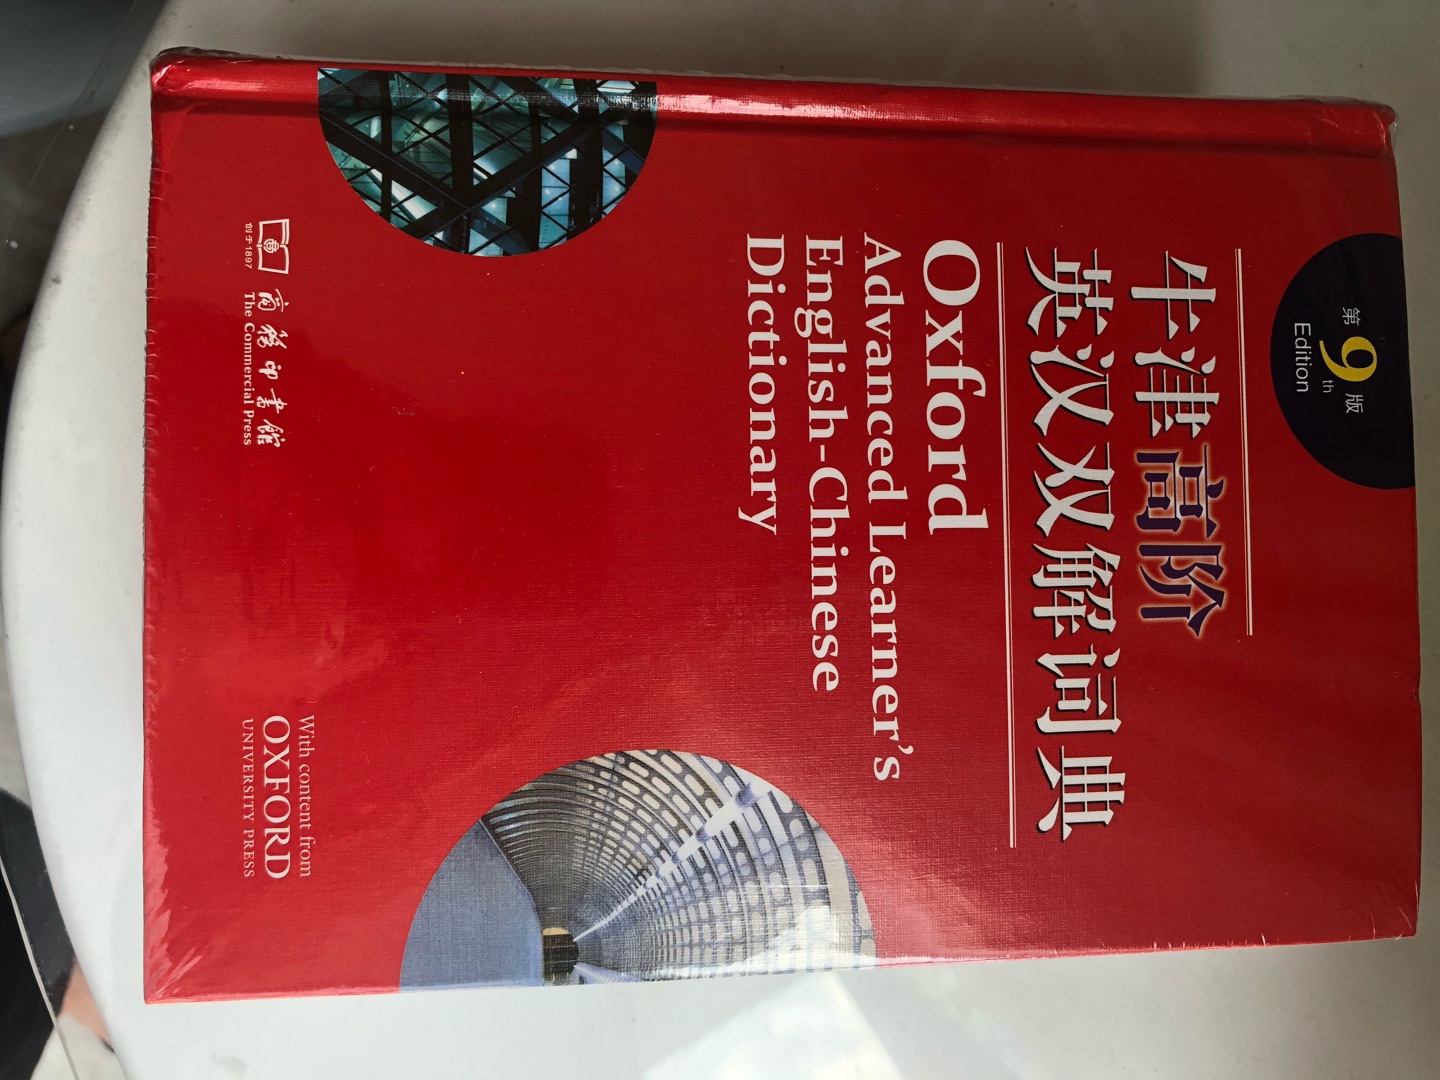 第9th版
Edition
牛津高阶
英汉双解词典
Oxford
Advanced Learner's
English-Chinese
Dictionary
创于1897
商务印书馆
The Commercial Press
With content from
OXFORD
UNIVERSITY PRESS